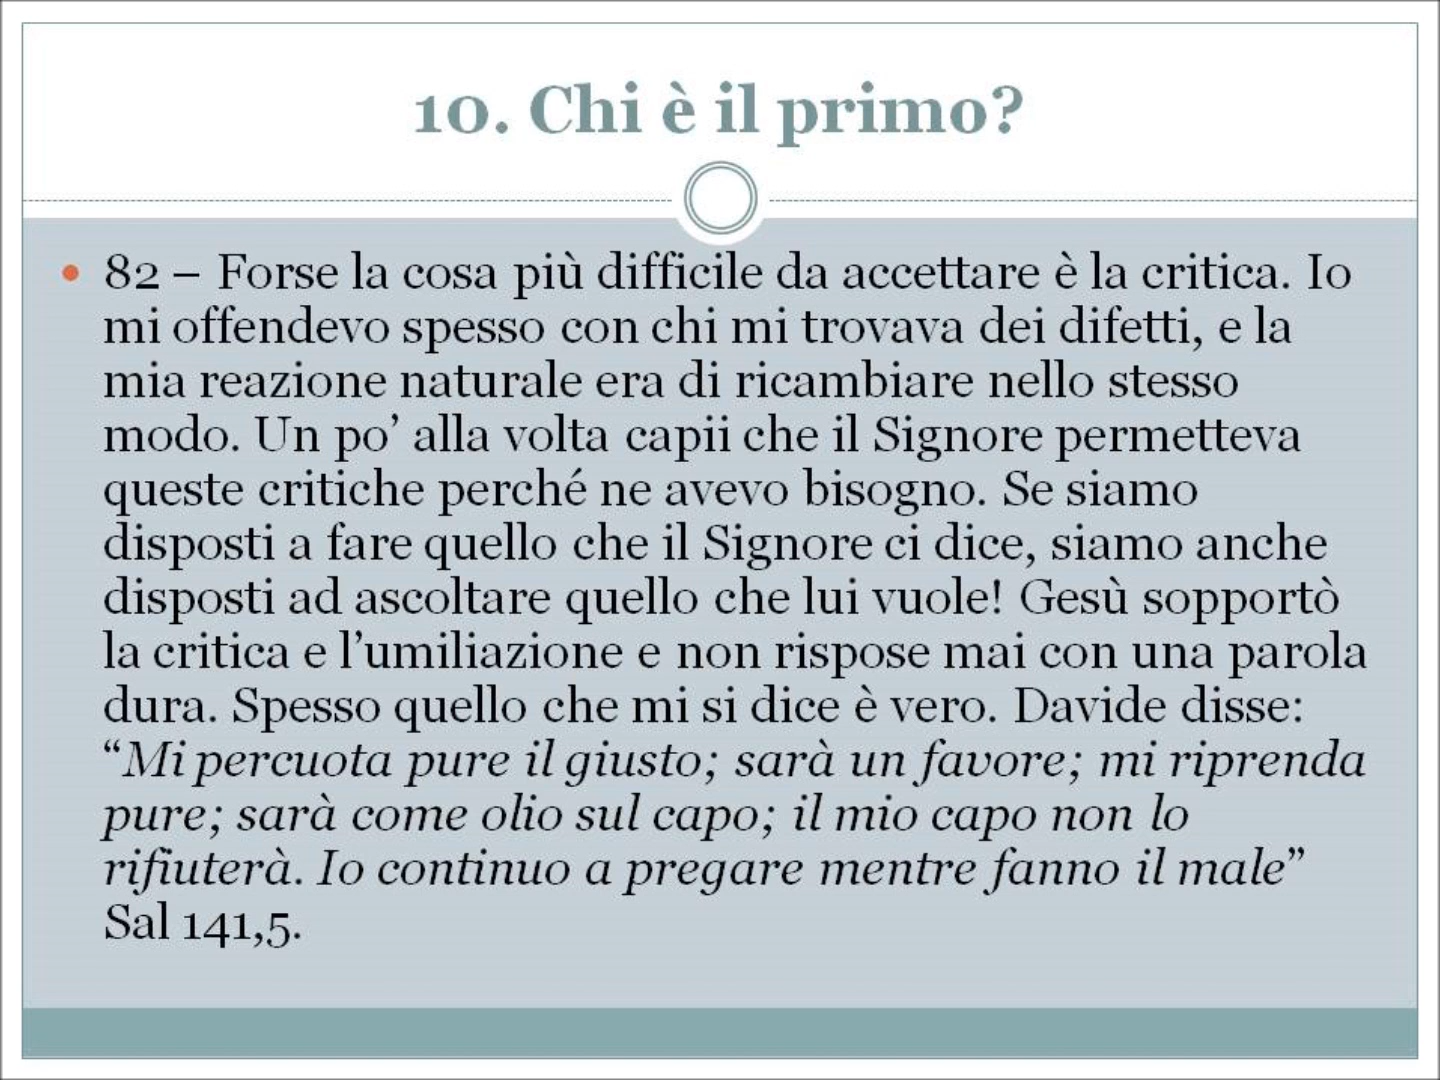 10. Chi è il primo?
• 82 – Forse la cosa più difficile da accettare è la critica. Io
mi offendevo spesso con chi mi trovava dei difetti, e la
mia reazione naturale era di ricambiare nello stesso
modo. Un po’ alla volta capii che il Signore permetteva
queste critiche perché ne avevo bisogno. Se siamo
disposti a fare quello che il Signore ci dice, siamo anche
disposti ad ascoltare quello che lui vuole! Gesù sopportò
la critica e l’umiliazione e non rispose mai con una parola
dura. Spesso quello che mi si dice è vero. Davide disse:
“Mi percuota pure il giusto; sarà un favore; mi riprenda
pure; sarà come olio sul capo; il mio capo non lo
rifiuterà. Io continuo a pregare mentre fanno il male”
Sal 141,5.